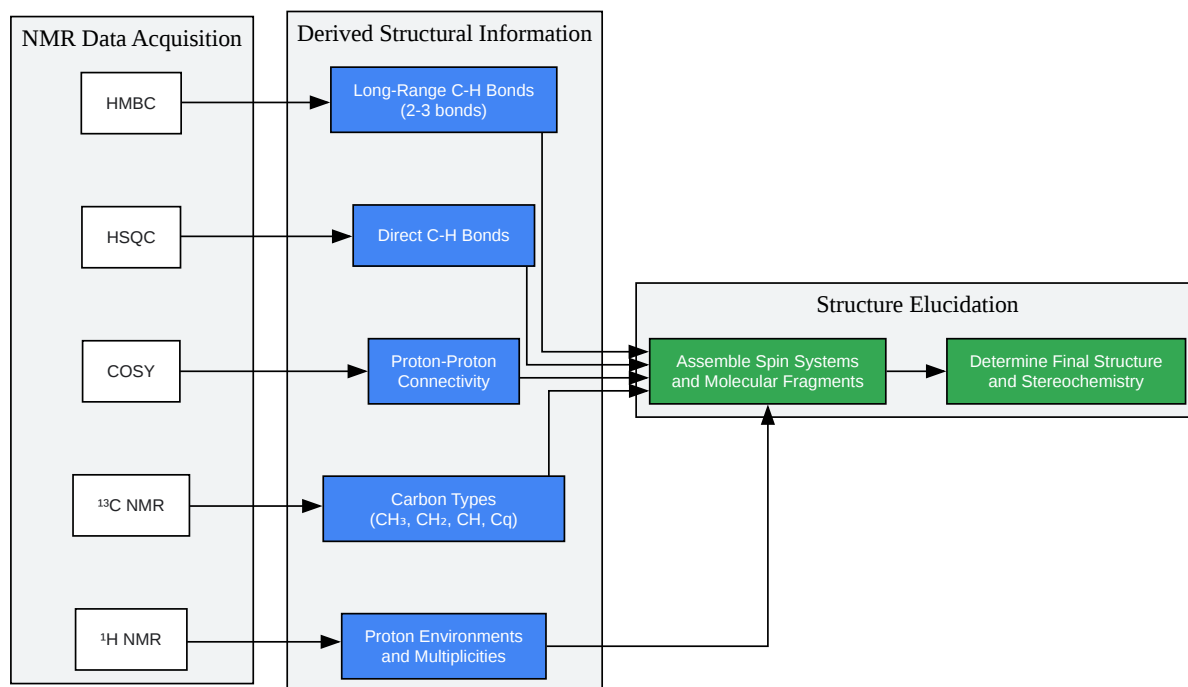 NMR Data Acquisition
HMBC
HSQC
COSY
¹³C NMR
¹H NMR
Derived Structural Information
Long-Range C-H Bonds
(2-3 bonds)
Direct C-H Bonds
Proton-Proton
Connectivity
Carbon Types
(CH₃, CH₂, CH, Cq)
Proton Environments
and Multiplicities
Structure Elucidation
Assemble Spin Systems
and Molecular Fragments
Determine Final Structure
and Stereochemistry